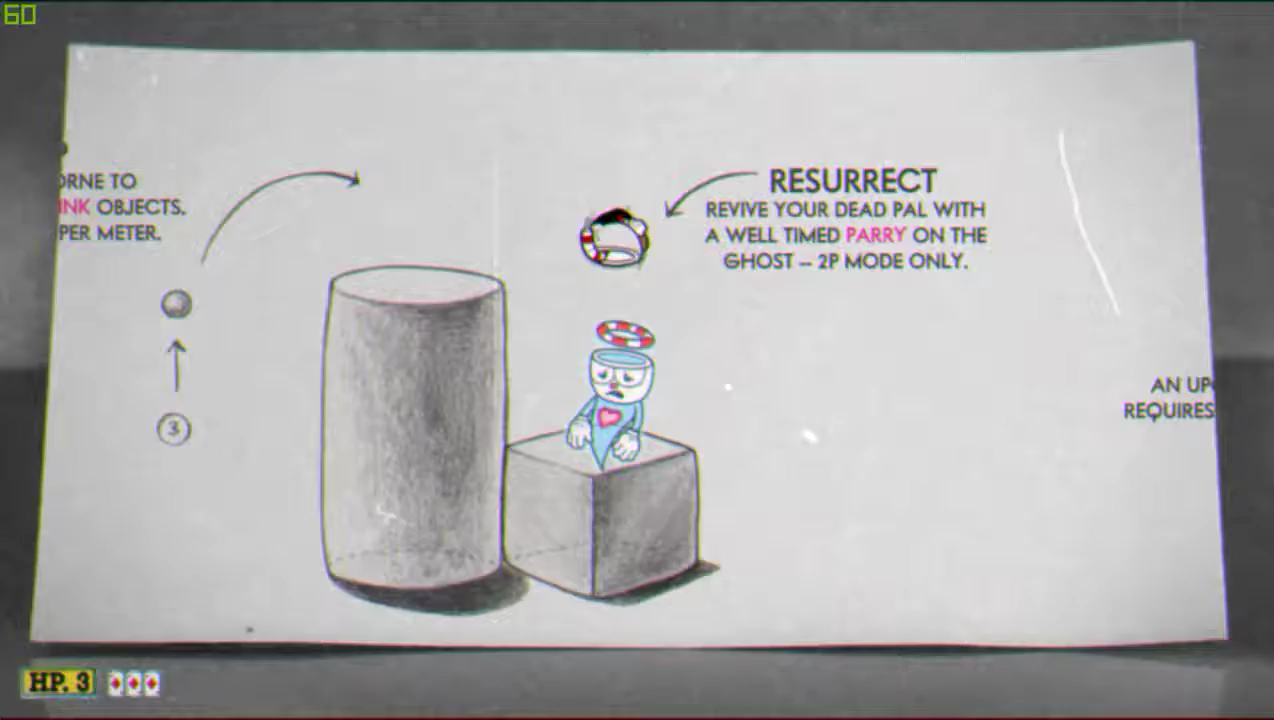 60
ORNE TO
INK OBJECTS.
PER METER.
3
RESURRECT
REVIVE YOUR DEAD PAL WITH
A WELL TIMED PARRY ON THE
GHOST – 2P MODE ONLY.
AN UP
REQUIRES
HP. 3